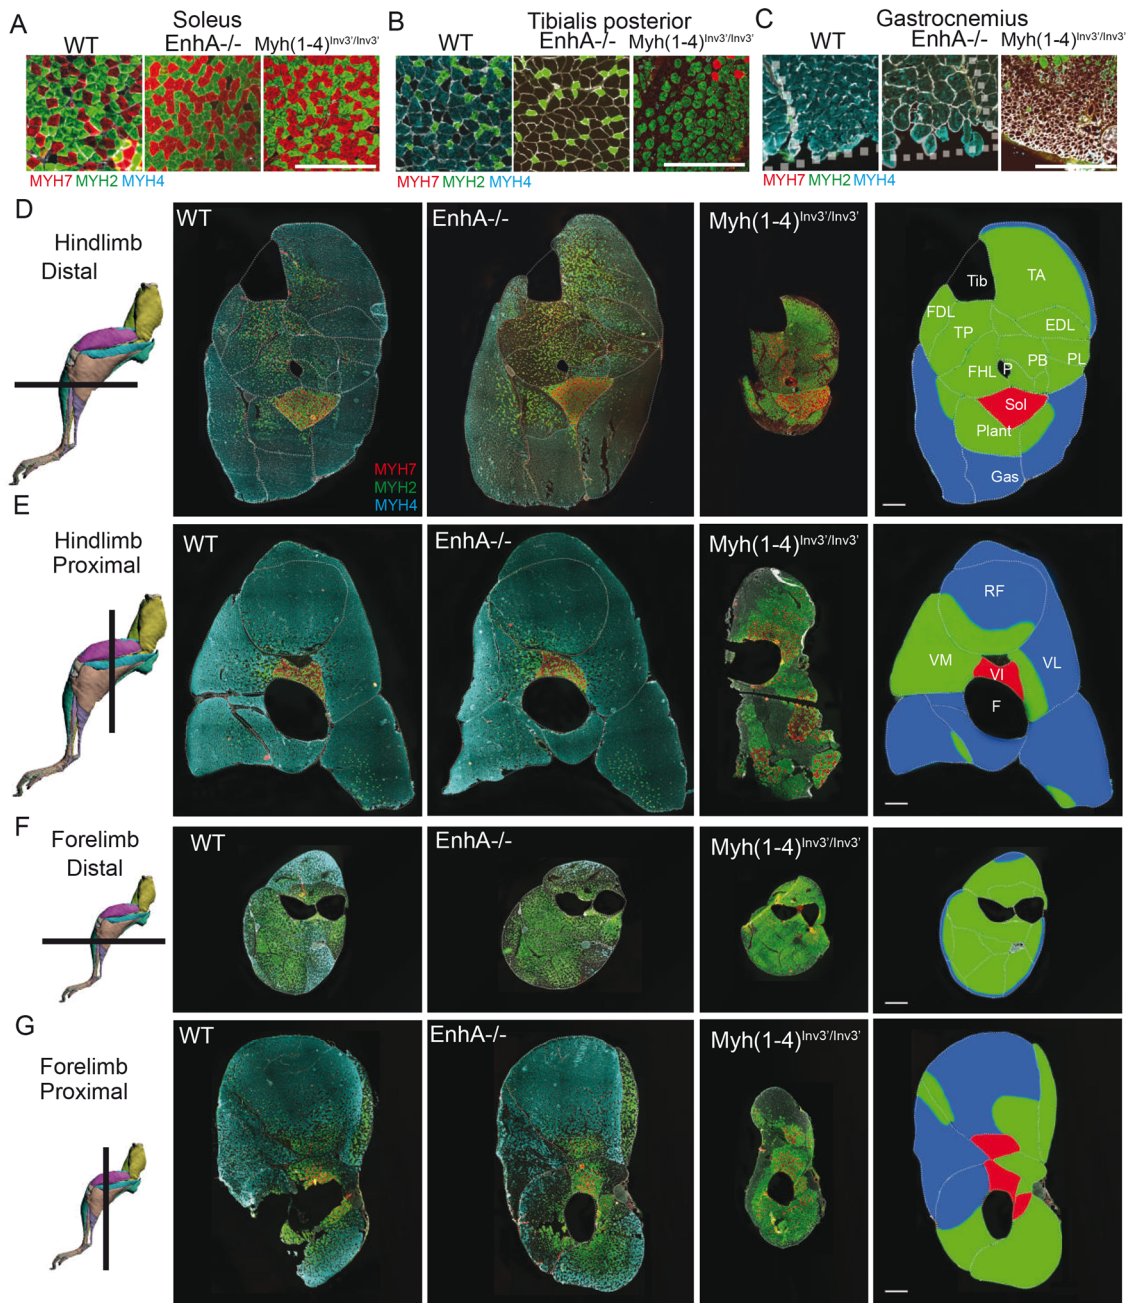 A
Soleus
WT
EnhA-/-
Myh(1-4)Inv3'/Inv3'
MYH7 MYH2 MYH4
B
Tibialis posterior
WT
EnhA-/-
Myh(1-4)Inv3'/Inv3'
MYH7 MYH2 MYH4
C
Gastrocnemius
WT
EnhA-/-
Myh(1-4)Inv3'/Inv3'
MYH7 MYH2 MYH4
D
Hindlimb
Distal
WT
MYH7
MYH2
MYH4
EnhA-/-
Myh(1-4)Inv3'/Inv3'
Tib
TA
FDL
TP
EDL
FHL
P
PB
PL
Sol
Plant
Gas
E
Hindlimb
Proximal
WT
EnhA-/-
Myh(1-4)Inv3'/Inv3'
RF
VM
VI
VL
F
F
Forelimb
Distal
WT
EnhA-/-
Myh(1-4)Inv3'/Inv3'
G
Forelimb
Proximal
WT
EnhA-/-
Myh(1-4)Inv3'/Inv3'